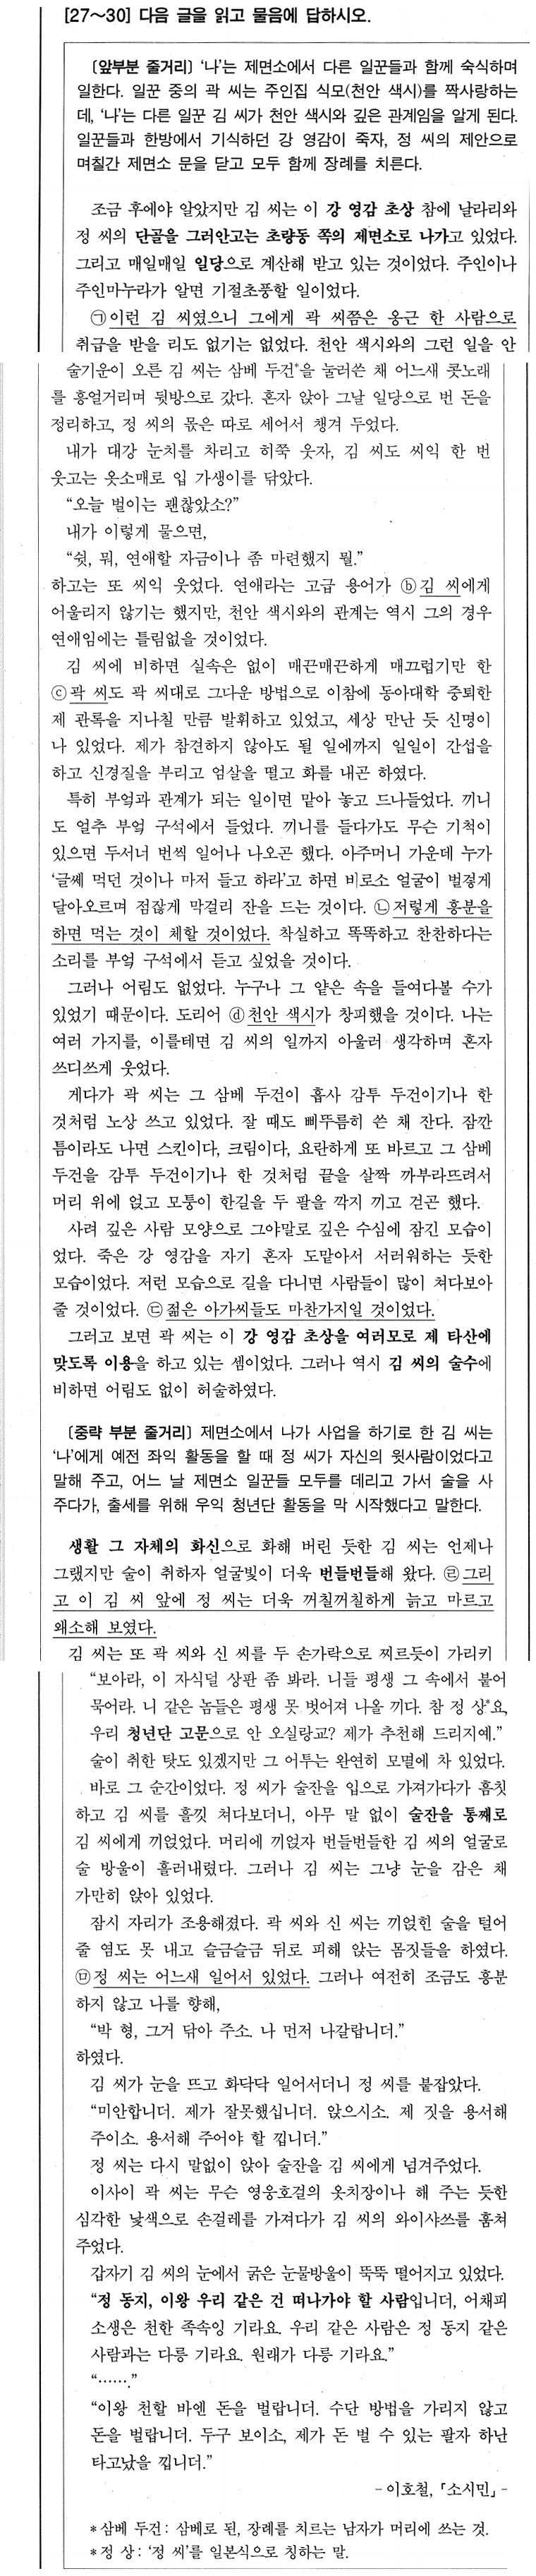 [27～30] 다음 글을 읽고 물음에 답하시오.
[앞부분 줄거리] ‘나’는 제면소에서 다른 일꾼들과 함께 숙식하며
일한다. 일꾼 중의 곽 씨는 주인집 식모(천안 색시)를 짝사랑하는
데, ‘나’는 다른 일꾼 김 씨가 천안 색시와 깊은 관계임을 알게 된다.
일꾼들과 한방에서 기식하던 강 영감이 죽자, 정 씨의 제안으로
며칠간 제면소 문을 닫고 모두 함께 장례를 치른다.
조금 후에야 알았지만 김 씨는 이 강 영감 초상 참에 날라리와
정 씨의 단골을 그러안고는 초량동 쪽의 제면소로 나가고 있었다.
그리고 매일매일 일당으로 계산해 받고 있는 것이었다. 주인이나
주인마누라가 알면 기절초풍할 일이었다.
㉠이런 김 씨였으니 그에게 곽 씨쯤은 옹근 한 사람으로
취급을 받을 리도 없기는 없었다. 천안 색시와의 그런 일을 안
술기운이 오른 김 씨는 삼베 두건*을 눌러쓴 채 어느새 콧노래
를 흥얼거리며 뒷방으로 갔다. 혼자 앉아 그날 일당으로 번 돈을
정리하고, 정 씨의 몫은 따로 세어서 챙겨 두었다.
내가 대강 눈치를 차리고 히쭉 웃자, 김 씨도 씨익 한 번
웃고는 옷소매로 입 가생이를 닦았다.
“오늘 벌이는 괜찮았소?”
내가 이렇게 물으면,
“쉿, 뭐, 연애할 자금이나 좀 마련했지 뭘.”
하고는 또 씨익 웃었다. 연애라는 고급 용어가 ⓑ김 씨에게
어울리지 않기는 했지만, 천안 색시와의 관계는 역시 그의 경우
연애임에는 틀림없을 것이었다.
김 씨에 비하면 실속은 없이 매끈매끈하게 매끄럽기만 한
ⓒ곽 씨도 곽 씨대로 그다운 방법으로 이참에 동아대학 중퇴한
제 관록을 지나칠 만큼 발휘하고 있었고, 세상 만난 듯 신명이
나 있었다. 제가 참견하지 않아도 될 일에까지 일일이 간섭을
하고 신경질을 부리고 엄살을 떨고 화를 내곤 하였다.
특히 부엌과 관계가 되는 일이면 맡아 놓고 드나들었다. 끼니
도 얼추 부엌 구석에서 들었다. 끼니를 들다가도 무슨 기척이
있으면 두서너 번씩 일어나 나오곤 했다. 아주머니 가운데 누가
‘글쎄 먹던 것이나 마저 들고 하라’고 하면 비로소 얼굴이 벌겋게
달아오르며 점잖게 막걸리 잔을 드는 것이다. ㉡저렇게 흥분을
하면 먹는 것이 체할 것이었다. 착실하고 똑똑하고 찬찬하다는
소리를 부엌 구석에서 듣고 싶었을 것이다.
그러나 어림도 없었다. 누구나 그 얕은 속을 들여다볼 수가
있었기 때문이다. 도리어 ⓓ천안 색시가 창피했을 것이다. 나는
여러 가지를, 이를테면 김 씨의 일까지 아울러 생각하며 혼자
쓰디쓰게 웃었다.
게다가 곽 씨는 그 삼베 두건이 흡사 감투 두건이기나 한
것처럼 노상 쓰고 있었다. 잘 때도 삐뚜름히 쓴 채 잔다. 잠깐
틈이라도 나면 스킨이다, 크림이다, 요란하게 또 바르고 그 삼베
두건을 감투 두건이기나 한 것처럼 끝을 살짝 까부라뜨려서
머리 위에 얹고 모퉁이 한길을 두 팔을 깍지 끼고 걷곤 했다.
사려 깊은 사람 모양으로 그야말로 깊은 수심에 잠긴 모습이
었다. 죽은 강 영감을 자기 혼자 도맡아서 서러워하는 듯한
모습이었다. 저런 모습으로 길을 다니면 사람들이 많이 쳐다보아
줄 것이었다. ㉢젊은 아가씨들도 마찬가지일 것이었다.
그러고 보면 곽 씨는 이 강 영감 초상을 여러모로 제 타산에
맞도록 이용을 하고 있는 셈이었다. 그러나 역시 김 씨의 술수에
비하면 어림도 없이 허술하였다.
[중략 부분 줄거리] 제면소에서 나가 사업을 하기로 한 김 씨는
‘나’에게 예전 좌익 활동을 할 때 정 씨가 자신의 윗사람이었다고
말해 주고, 어느 날 제면소 일꾼들 모두를 데리고 가서 술을 사
주다가, 출세를 위해 우익 청년단 활동을 막 시작했다고 말한다.
생활 그 자체의 화신으로 화해 버린 듯한 김 씨는 언제나
그랬지만 술이 취하자 얼굴빛이 더욱 번들번들해 왔다. ㉣그리
고 이 김 씨 앞에 정 씨는 더욱 꺼칠꺼칠하게 늙고 마르고
왜소해 보였다.
김 씨는 또 곽 씨와 신 씨를 두 손가락으로 찌르듯이 가리키
“보아라, 이 자식덜 상판 좀 봐라. 니들 평생 그 속에서 붙어
묵어라. 니 같은 놈들은 평생 못 벗어져 나올 끼다. 참 정 상*요,
우리 청년단 고문으로 안 오실랑교? 제가 추천해 드리지예.”
술이 취한 탓도 있겠지만 그 어투는 완연히 모멸에 차 있었다.
바로 그 순간이었다. 정 씨가 술잔을 입으로 가져가다가 흠칫
하고 김 씨를 흘낏 쳐다보더니, 아무 말 없이 술잔을 통째로
김 씨에게 끼얹었다. 머리에 끼얹자 번들번들한 김 씨의 얼굴로
술 방울이 흘러내렸다. 그러나 김 씨는 그냥 눈을 감은 채
가만히 앉아 있었다.
잠시 자리가 조용해졌다. 곽 씨와 신 씨는 끼얹힌 술을 털어
줄 염도 못 내고 슬금슬금 뒤로 피해 앉는 몸짓들을 하였다.
㉤정 씨는 어느새 일어서 있었다. 그러나 여전히 조금도 흥분
하지 않고 나를 향해,
“박 형, 그거 닦아 주소. 나 먼저 나갈랍니더.”
하였다.
김 씨가 눈을 뜨고 화닥닥 일어서더니 정 씨를 붙잡았다.
“미안합니더. 제가 잘못했십니더. 앉으시소. 제 짓을 용서해
주이소. 용서해 주어야 할 낍니더.”
정 씨는 다시 말없이 앉아 술잔을 김 씨에게 넘겨주었다.
이사이 곽 씨는 무슨 영웅호걸의 옷치장이나 해 주는 듯한
심각한 낯색으로 손걸레를 가져다가 김 씨의 와이샤쓰를 훔쳐
주었다.
갑자기 김 씨의 눈에서 굵은 눈물방울이 뚝뚝 떨어지고 있었다.
“정 동지, 이왕 우리 같은 건 떠나가야 할 사람입니더, 어채피
소생은 천한 족속잉 기라요. 우리 같은 사람은 정 동지 같은
사람과는 다릉 기라요. 원래가 다릉 기라요.”
“……”
“이왕 천할 바엔 돈을 벌랍니더. 수단 방법을 가리지 않고
돈을 벌랍니더. 두구 보이소, 제가 돈 벌 수 있는 팔자 하난
타고났을 낍니더.”
- 이호철, 「소시민」 -
* 삼베 두건 : 삼베로 된, 장례를 치르는 남자가 머리에 쓰는 것.
* 정 상 : ‘정 씨’를 일본식으로 칭하는 말.